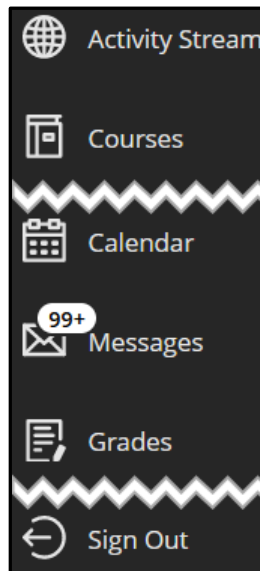 Activity Stream
Courses
Calendar
99+
Messages
Grades
Sign Out